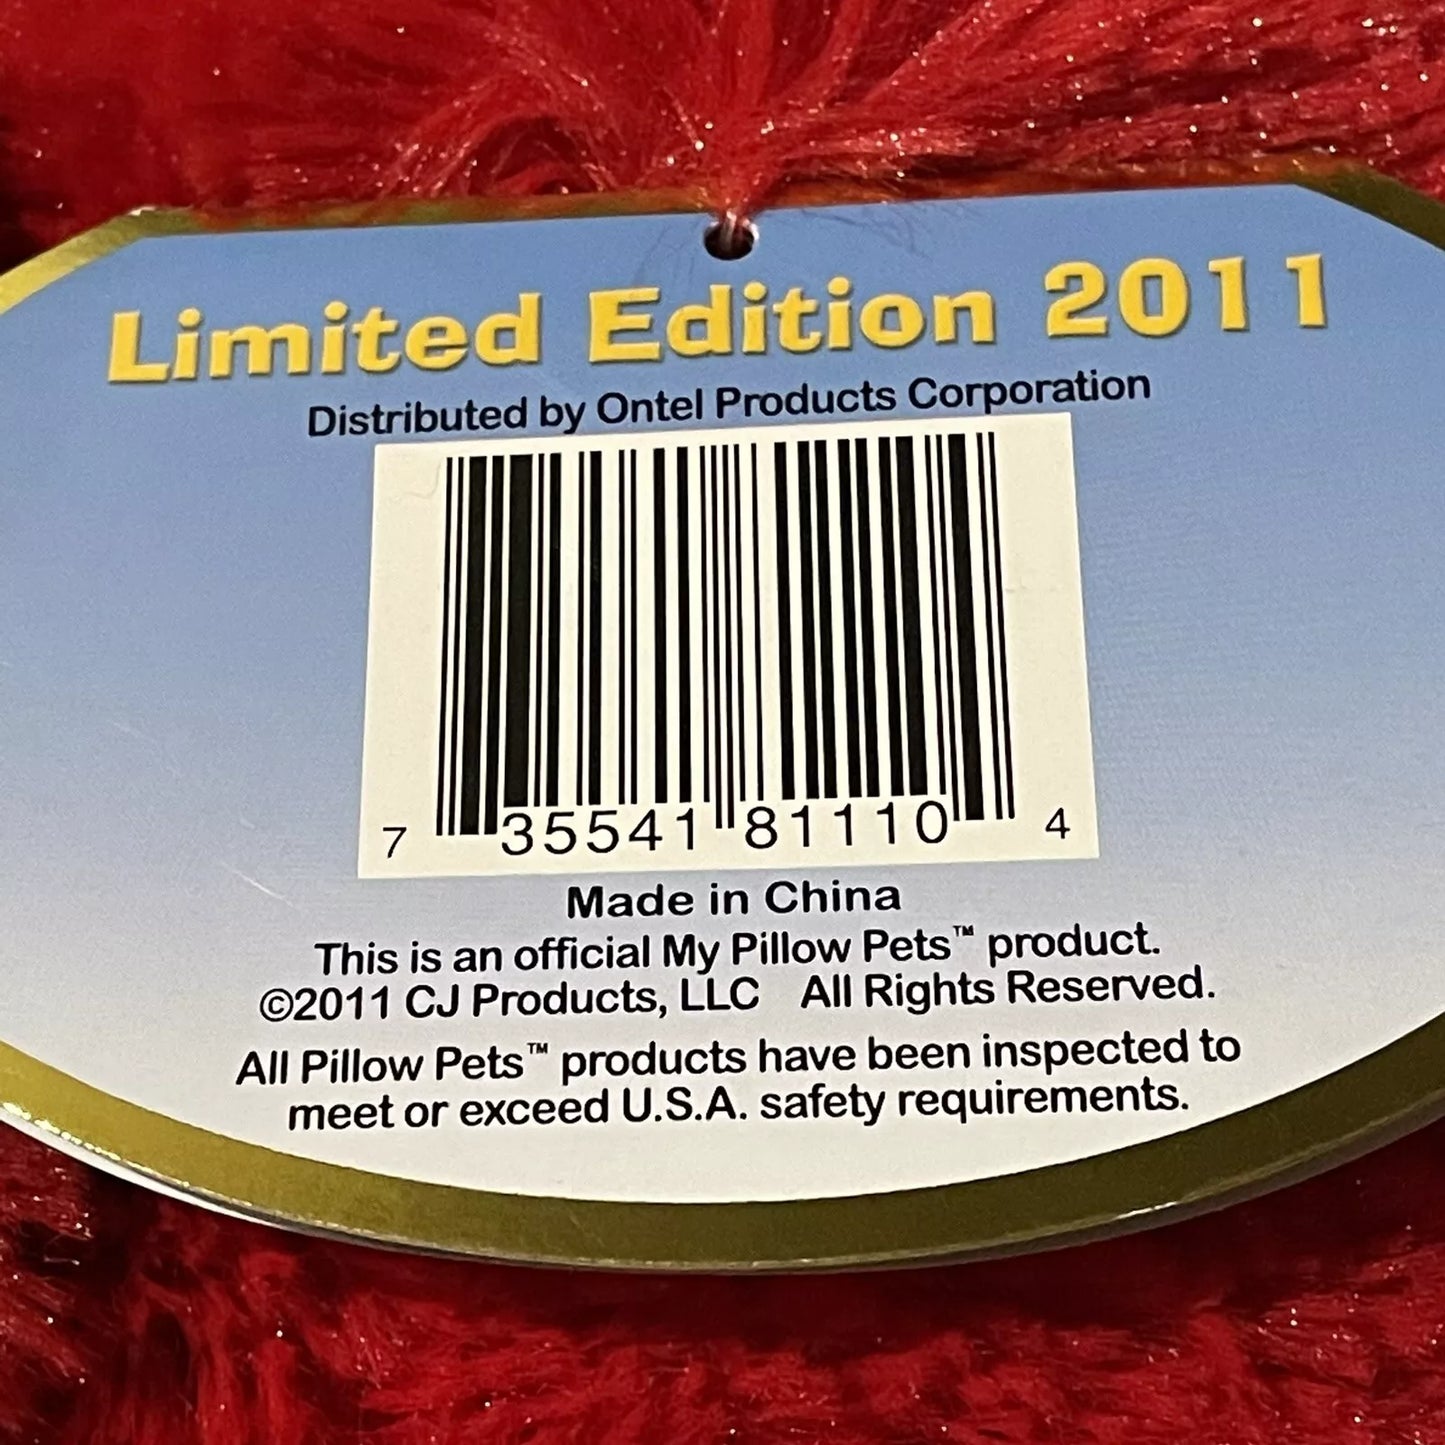 Limited Edition 2011
Distributed by Ontel Products Corporation
7 35541 81110 4
Made in China
This is an official My Pillow Pets™ product.
©2011 CJ Products, LLC All Rights Reserved.
All Pillow Pets™ products have been inspected to
meet or exceed U.S.A. safety requirements.